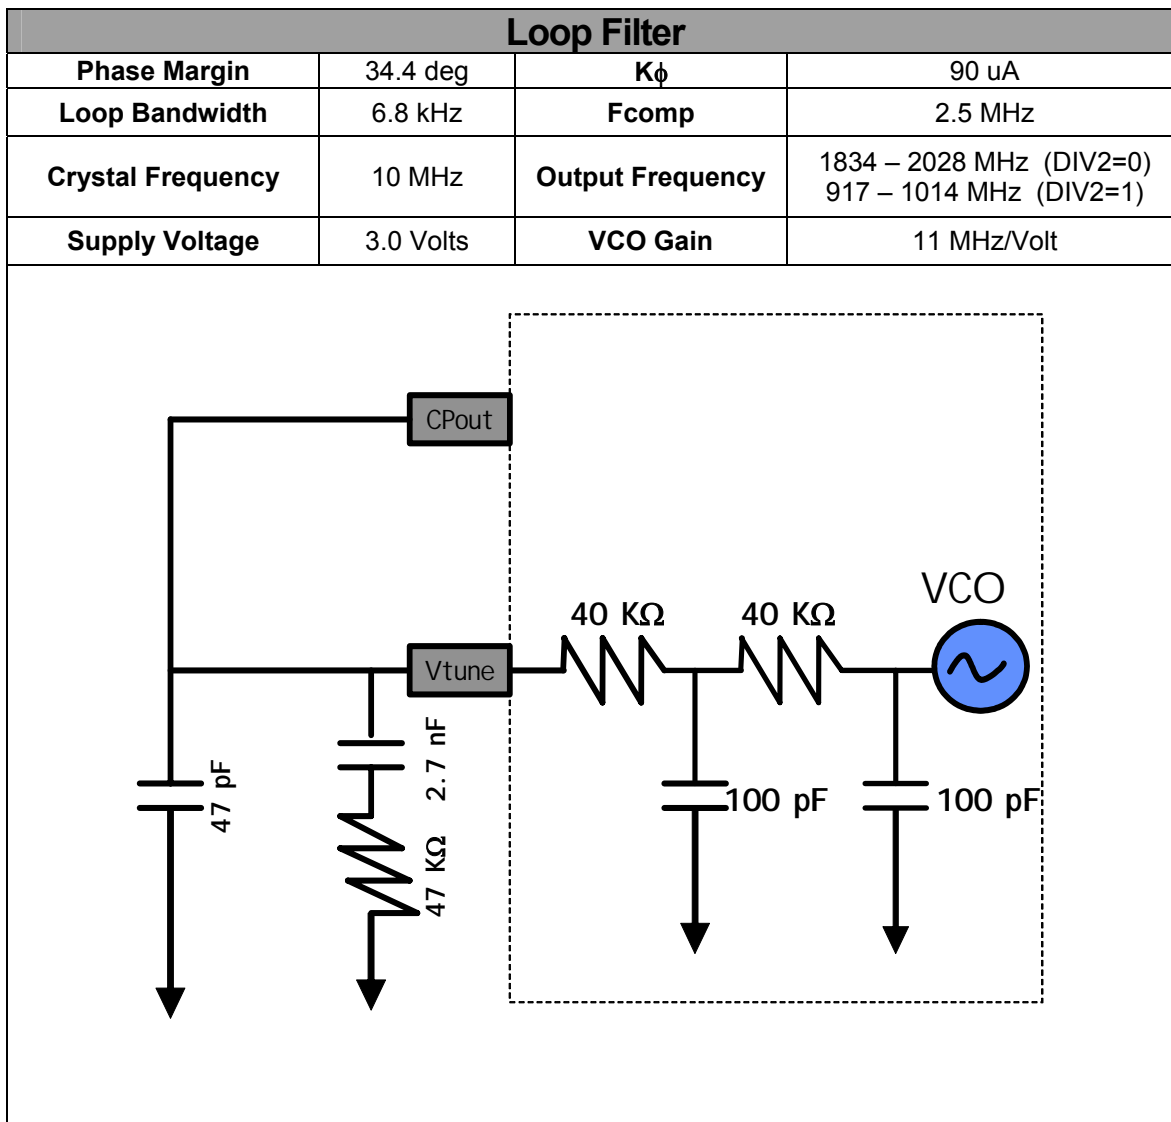 Loop Filter
Phase Margin 34.4 deg Kϕ 90 uA
Loop Bandwidth 6.8 kHz Fcomp 2.5 MHz
Crystal Frequency 10 MHz Output Frequency 1834 – 2028 MHz (DIV2=0)
917 – 1014 MHz (DIV2=1)
Supply Voltage 3.0 Volts VCO Gain 11 MHz/Volt
CPout
VCO
40 KΩ 40 KΩ
Vtune
47 pF
2.7 nF
47 KΩ
100 pF 100 pF